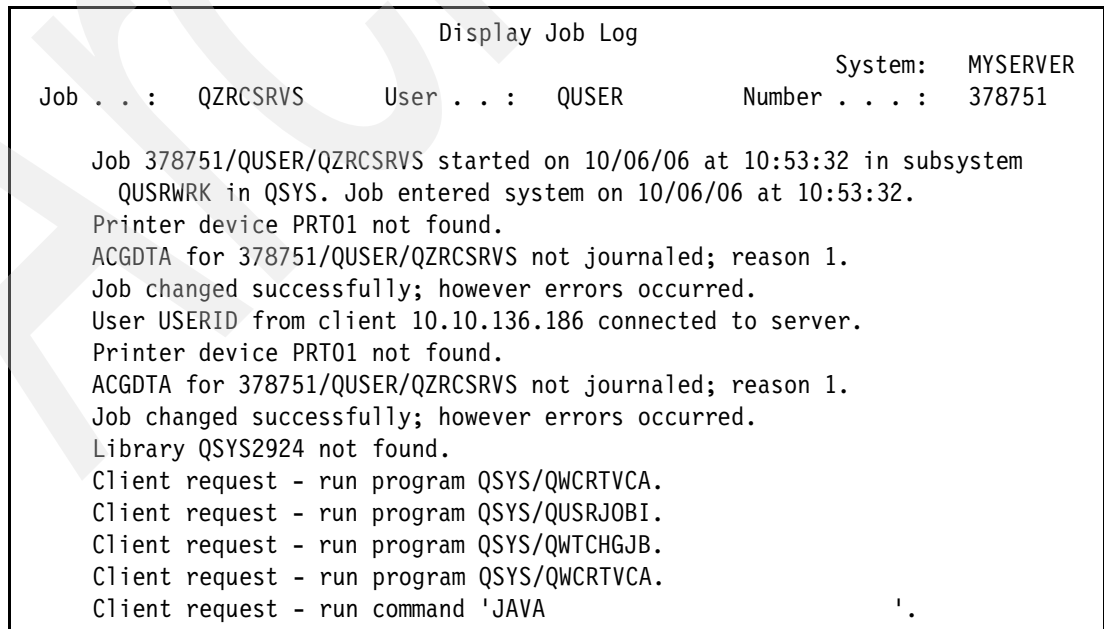 Display Job Log
System: MYSERVER
Job . . : QZRCSRVS User . . : QUSER Number . . . : 378751
Job 378751/QUSER/QZRCSRVS started on 10/06/06 at 10:53:32 in subsystem
QUSRWRK in QSYS. Job entered system on 10/06/06 at 10:53:32.
Printer device PRT01 not found.
ACGDTA for 378751/QUSER/QZRCSRVS not journaled; reason 1.
Job changed successfully; however errors occurred.
User USERID from client 10.10.136.186 connected to server.
Printer device PRT01 not found.
ACGDTA for 378751/QUSER/QZRCSRVS not journaled; reason 1.
Job changed successfully; however errors occurred.
Library QSYS2924 not found.
Client request - run program QSYS/QWCRTVCA.
Client request - run program QSYS/QUSRJOBI.
Client request - run program QSYS/QWTCHGJB.
Client request - run program QSYS/QWCRTVCA.
Client request - run command 'JAVA '.